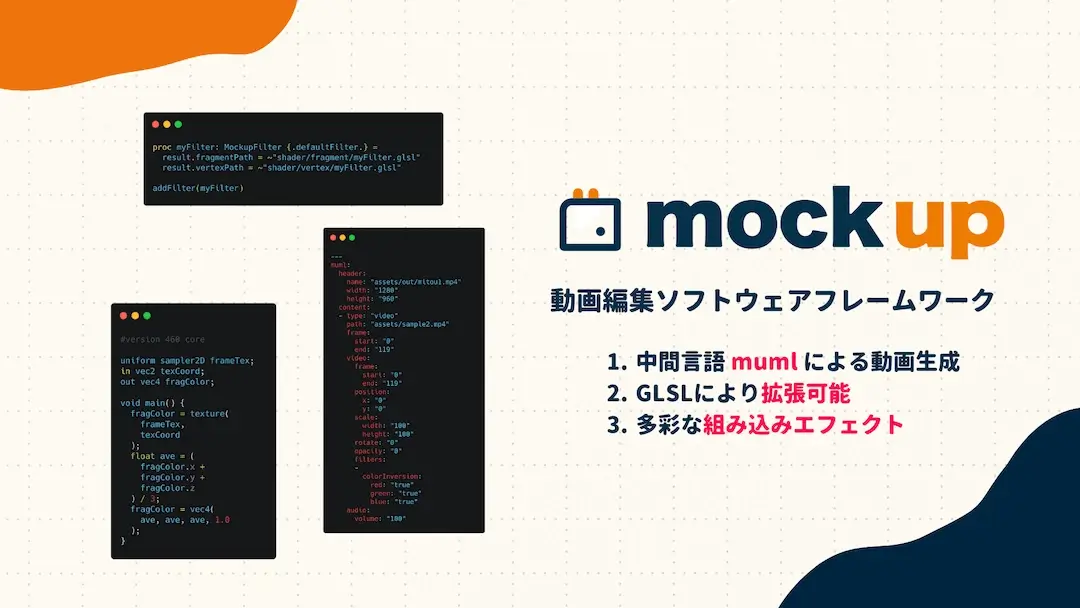 proc myFilter: MockupFilter {.defaultFilter.} =
  result.fragmentPath = ~"shader/fragment/myFilter.glsl"
  result.vertexPath = ~"shader/vertex/myFilter.glsl"
addFilter(myFilter)
#version 460 core
uniform sampler2D frameTex;
in vec2 texCoord;
out vec4 fragColor;
void main() {
  fragColor = texture(
    frameTex,
    texCoord
  );
  float ave = (
    fragColor.x +
    fragColor.y +
    fragColor.z
  ) / 3;
  fragColor = vec4(
    ave, ave, ave, 1.0
  );
}
---
muml:
  header:
    name: "assets/out/mitou1.mp4"
    width: "1280"
    height: "960"
  content:
  - type: "video"
    path: "assets/sample2.mp4"
    frame:
      start: "0"
      end: "119"
    video:
      frame:
        start: "0"
        end: "119"
      position:
        x: "0"
        y: "0"
      scale:
        width: "100"
        height: "100"
      rotate: "0"
      opacity: "0"
      filters:
      -
        colorInversion:
          red: "true"
          green: "true"
          blue: "true"
    audio:
      volume: "100"
mockup
動画編集ソフトウェアフレームワーク
1. 中間言語 muml による動画生成
2. GLSLにより拡張可能
3. 多彩な組み込みエフェクト